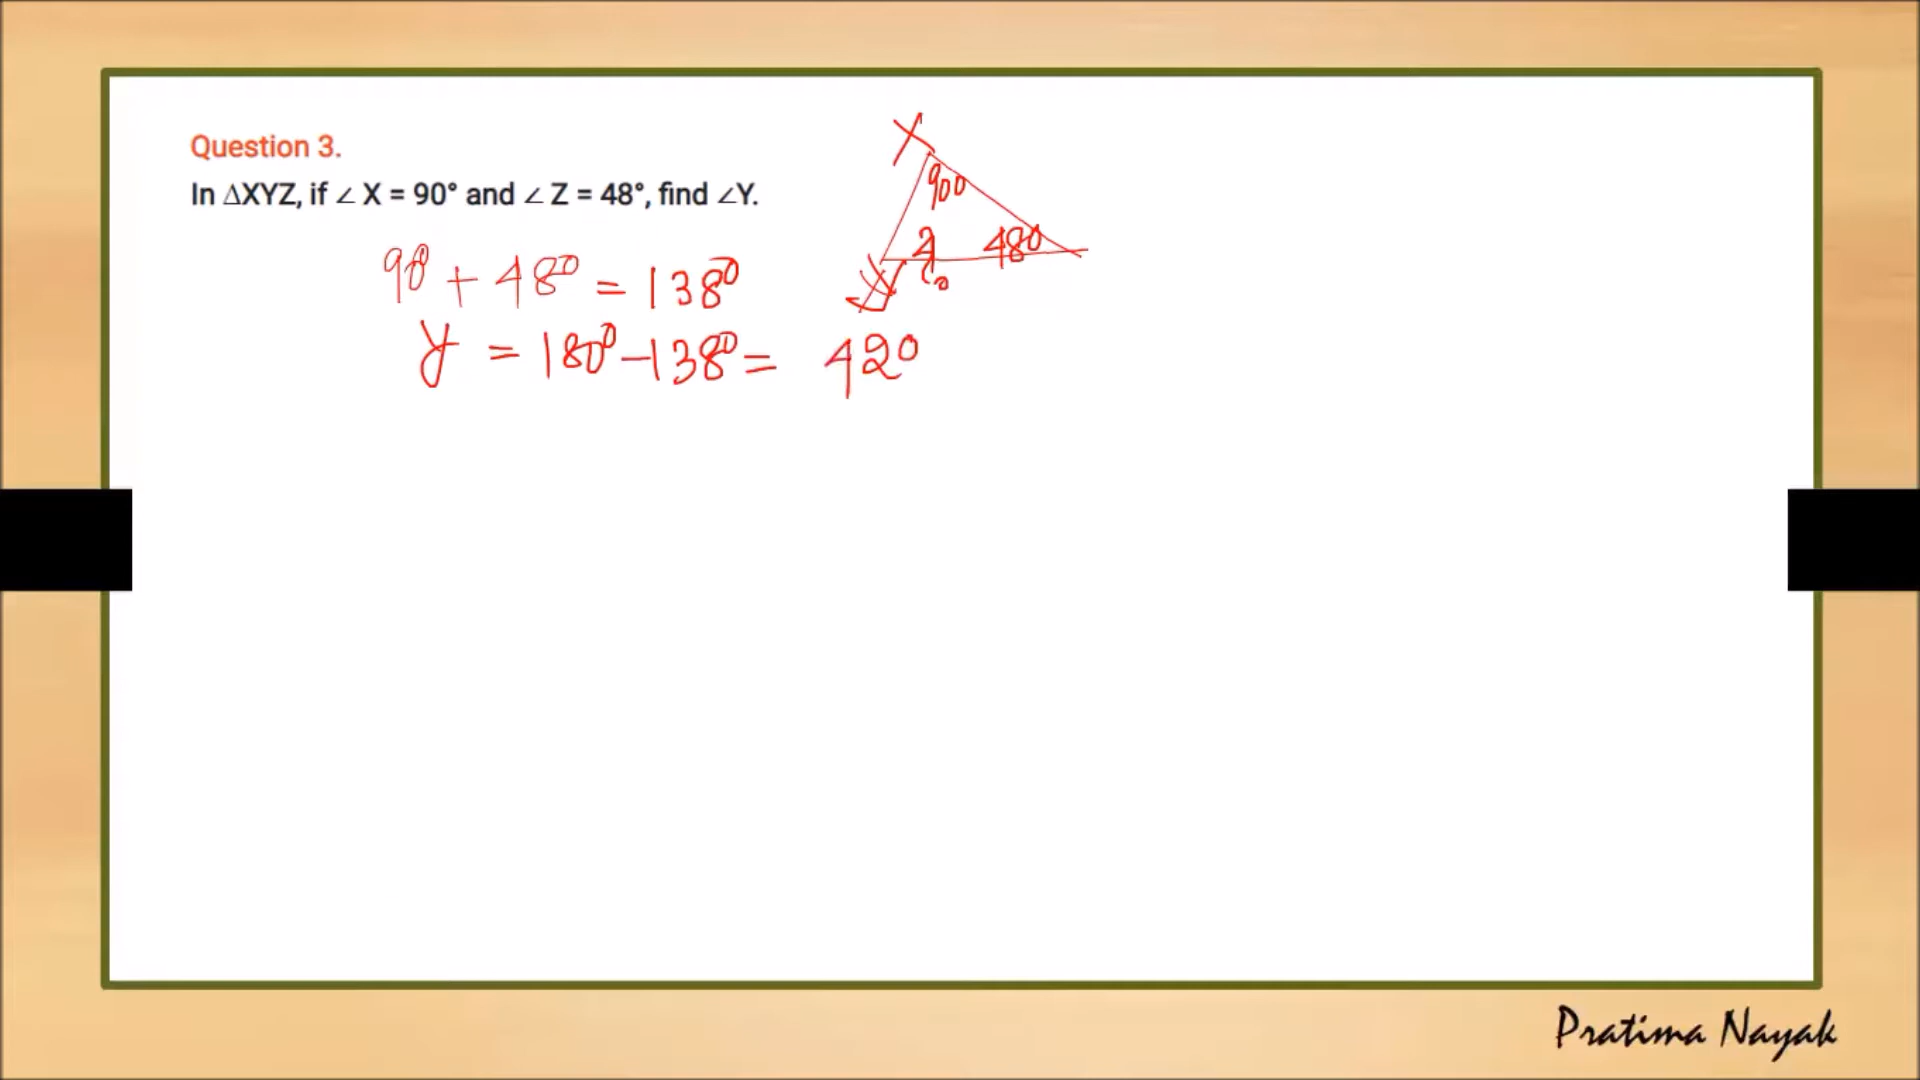 Question 3.
In ΔXYZ, if ∠ X = 90° and ∠ Z = 48°, find ∠Y.
X
90°
48°
Y
90° + 48° = 138°
y = 180° - 138° = 42°
Pratima Nayak